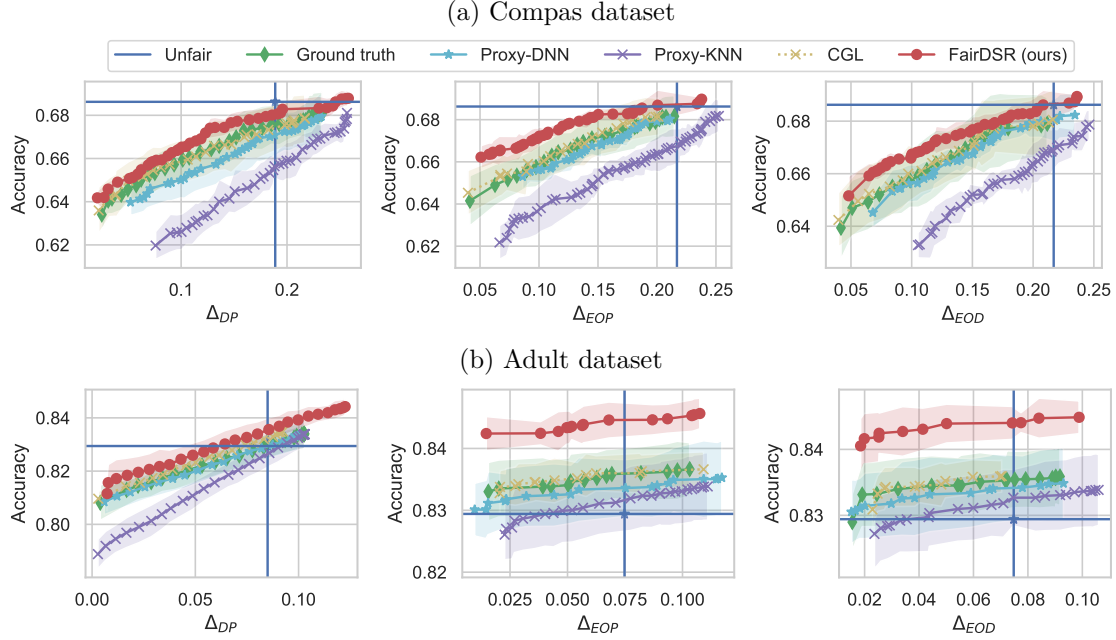 (a) Compas dataset
Unfair Ground truth Proxy-DNN Proxy-KNN CGL FairDSR (ours)
Accuracy
0.68
0.66
0.64
0.62
0.1 0.2
Δ_DP
Accuracy
0.68
0.66
0.64
0.62
0.05 0.10 0.15 0.20 0.25
Δ_EOP
Accuracy
0.68
0.66
0.64
0.05 0.10 0.15 0.20 0.25
Δ_EOD
(b) Adult dataset
Accuracy
0.84
0.82
0.80
0.00 0.05 0.10
Δ_DP
Accuracy
0.84
0.83
0.82
0.025 0.050 0.075 0.100
Δ_EOP
Accuracy
0.84
0.83
0.02 0.04 0.06 0.08 0.10
Δ_EOD